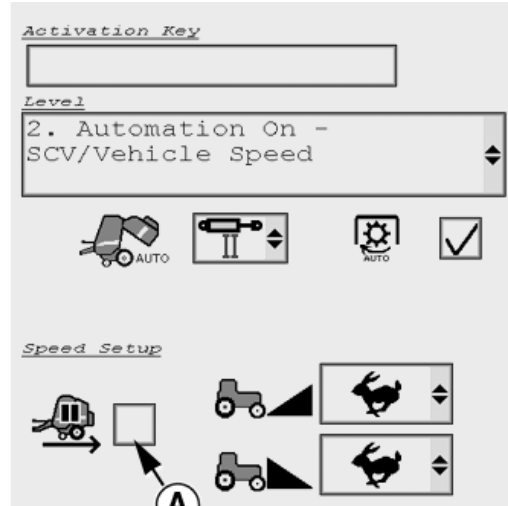 Activation Key
Level
2. Automation On -
SCV/Vehicle Speed
AUTO
AUTO
Speed Setup
A